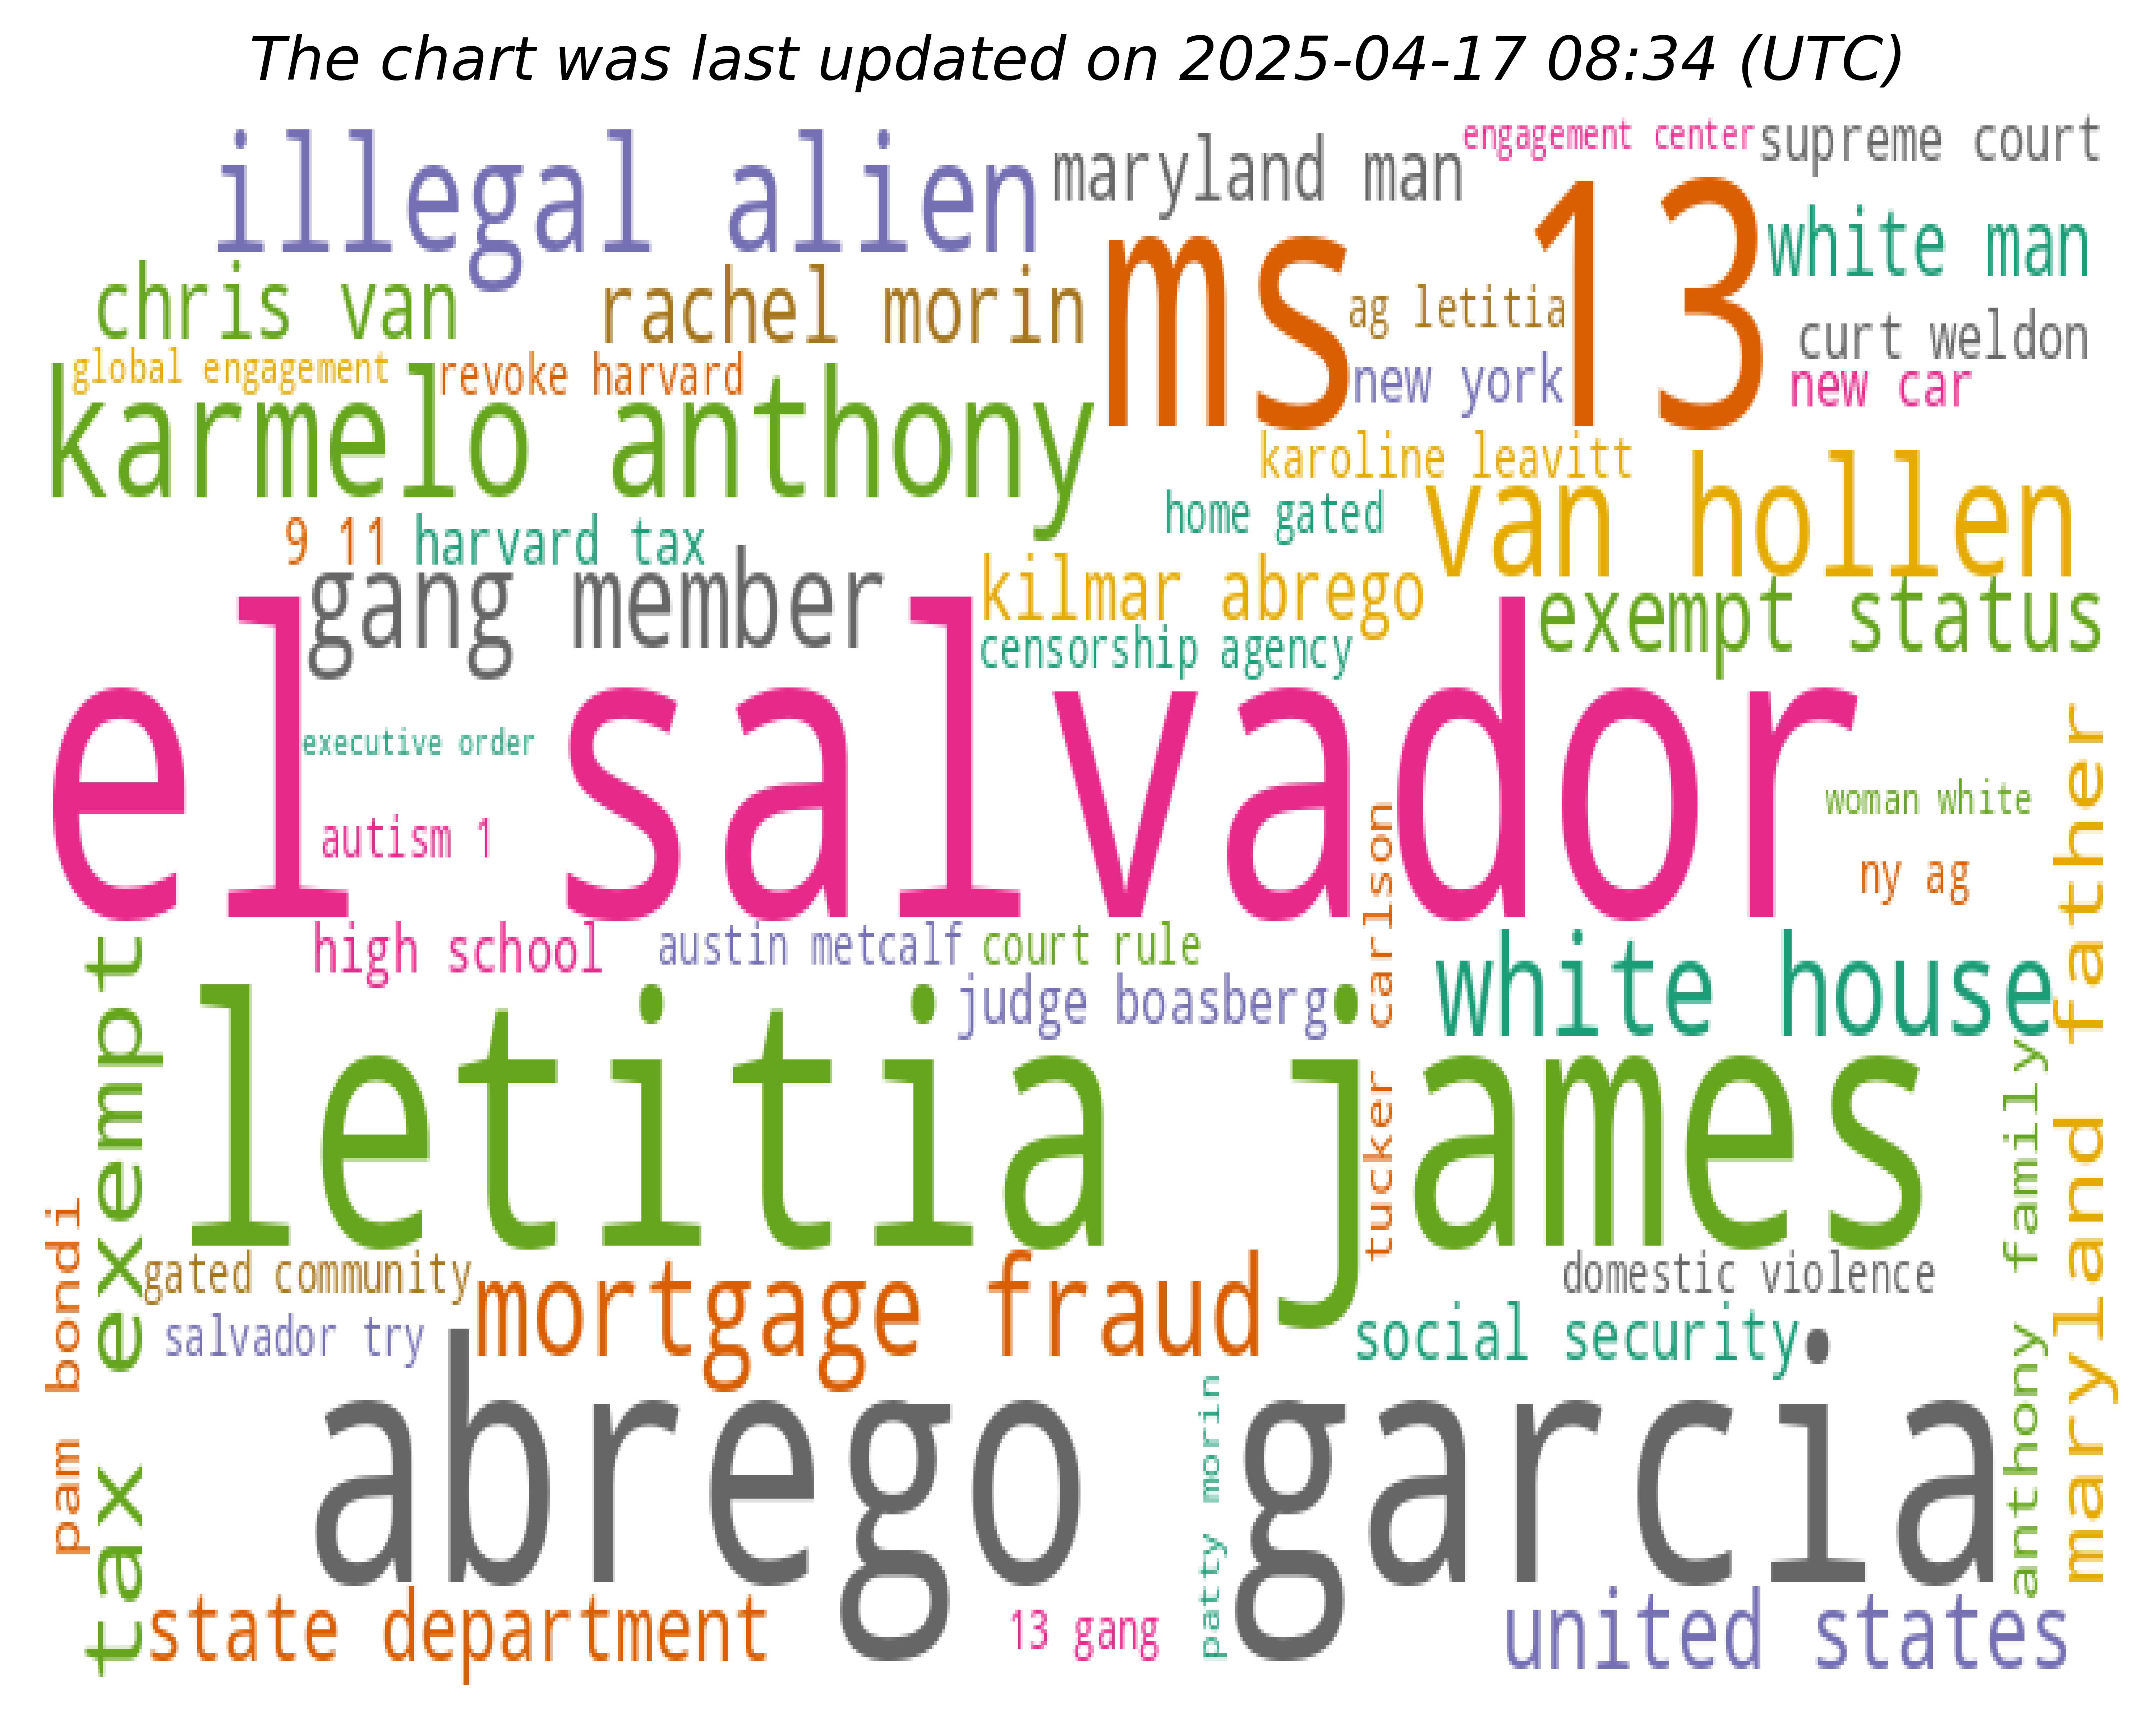 The chart was last updated on 2025-04-17 08:34 (UTC)
illegal alien
maryland man
engagement center
supreme court
ms 13
white man
chris van
rachel morin
ag letitia
curt weldon
global engagement
revoke harvard
new york
new car
karmelo anthony
karoline leavitt
van hollen
home gated
9 11
harvard tax
gang member
kilmar abrego
exempt status
censorship agency
el salvador
executive order
autism 1
woman white
ny ag
maryland father
high school
austin metcalf
court rule
tucker carlson
white house
judge boasberg
tax exempt
letitia james
anthony family
pam bondi
gated community
mortgage fraud
domestic violence
salvador try
social security
abrego garcia
patty morin
state department
13 gang
united states